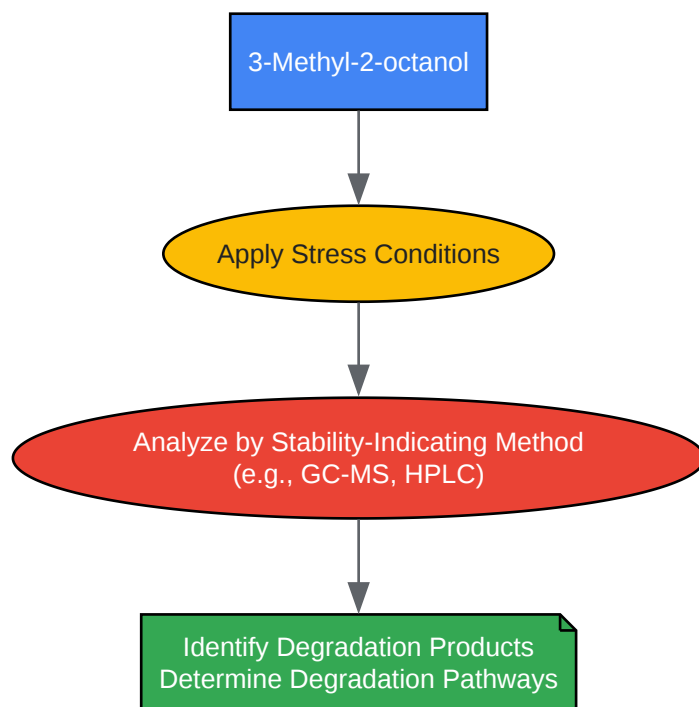 3-Methyl-2-octanol
Apply Stress Conditions
Analyze by Stability-Indicating Method
(e.g., GC-MS, HPLC)
Identify Degradation Products
Determine Degradation Pathways